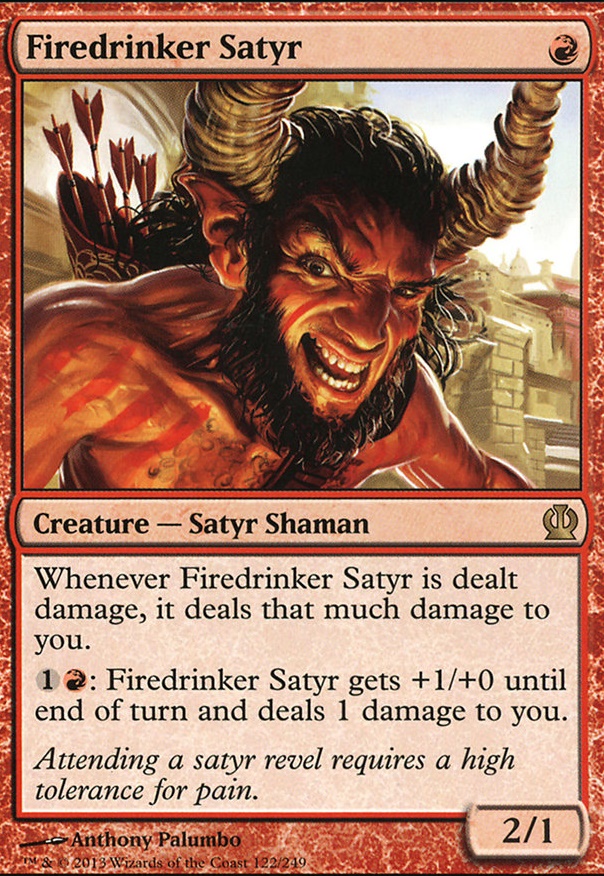 Firedrinker Satyr
Creature — Satyr Shaman
Whenever Firedrinker Satyr is dealt
damage, it deals that much damage to
you.
1: Firedrinker Satyr gets +1/+0 until
end of turn and deals 1 damage to you.
Attending a satyr revel requires a high
tolerance for pain.
2/1
Anthony Palumbo
™ & © 2013 Wizards of the Coast 122/249